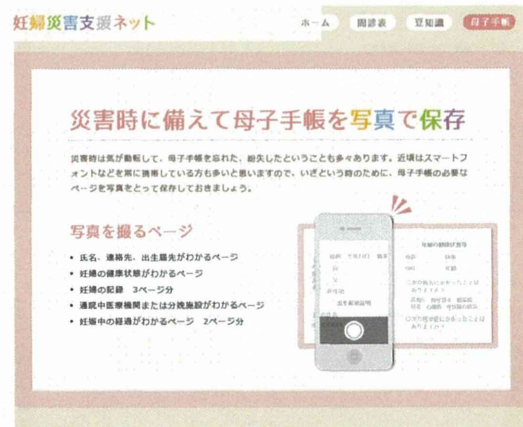 妊婦災害支援ネット
ホーム
問診表
豆知識
母子手帳
災害時に備えて母子手帳を写真で保存
災害時は気が動転して、母子手帳を忘れた、紛失したということも多々あります。近頃はスマートフ
ォントなどを常に携帯している方も多いと思いますので、いざという時のために、母子手帳の必要な
ページを写真をとって保存しておきましょう。
写真を撮るページ
• 氏名、連絡先、出生届先がわかるページ
• 妊婦の健康状態がわかるページ
• 妊婦の記録 3ページ分
• 通院中医療機関または分娩施設がわかるページ
• 妊娠中の経過がわかるページ 2ページ分